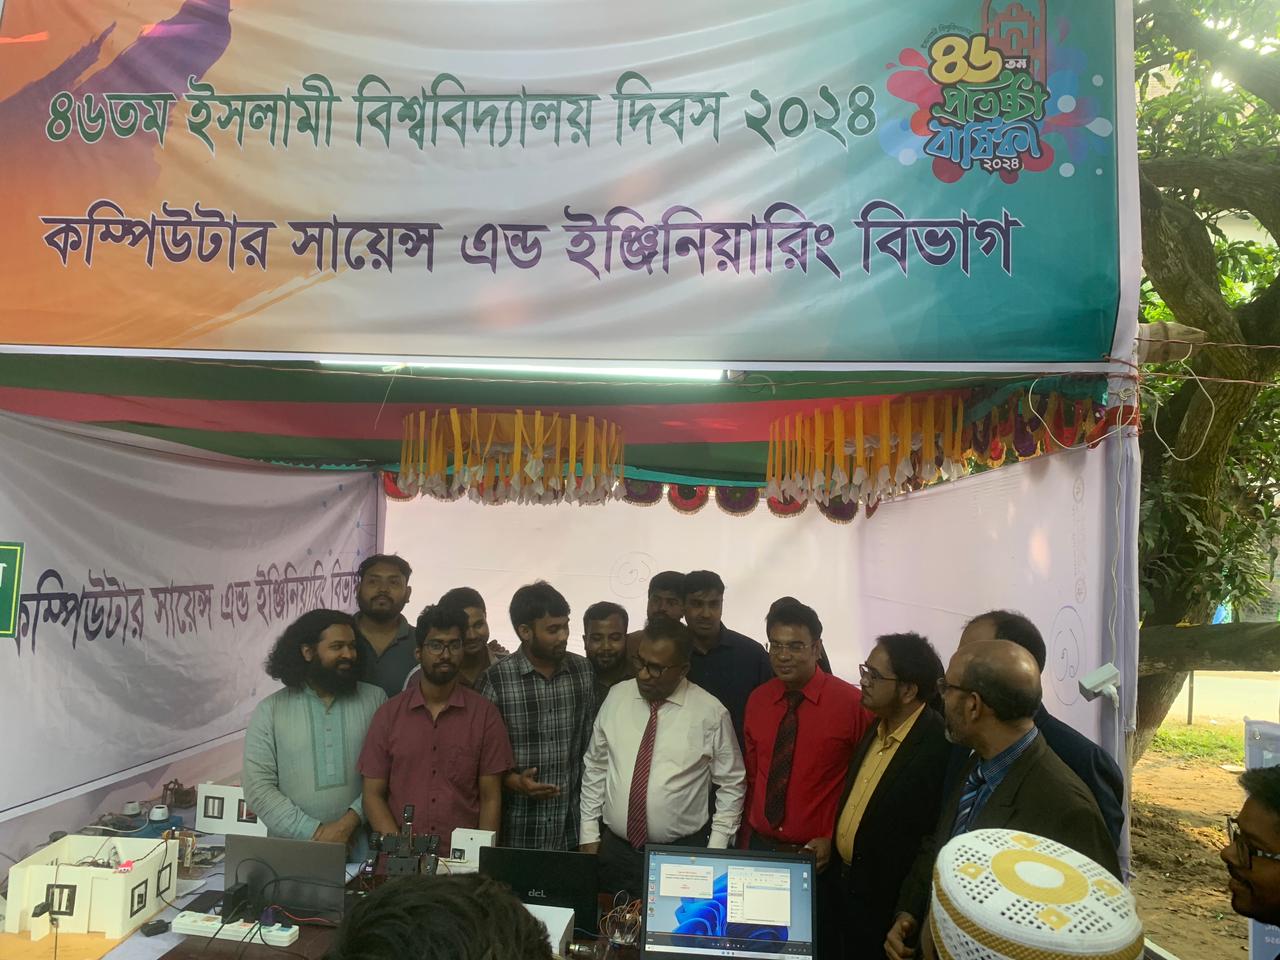 ৪৬তম ইসলামী বিশ্ববিদ্যালয় দিবস ২০২৪
৪৬তম
প্রতিষ্ঠা
বার্ষিকী
২০২৪
কম্পিউটার সায়েন্স এন্ড ইঞ্জিনিয়ারিং বিভাগ
কম্পিউটার সায়েন্স এন্ড ইঞ্জিনিয়ারিং বিভাগ
dcl